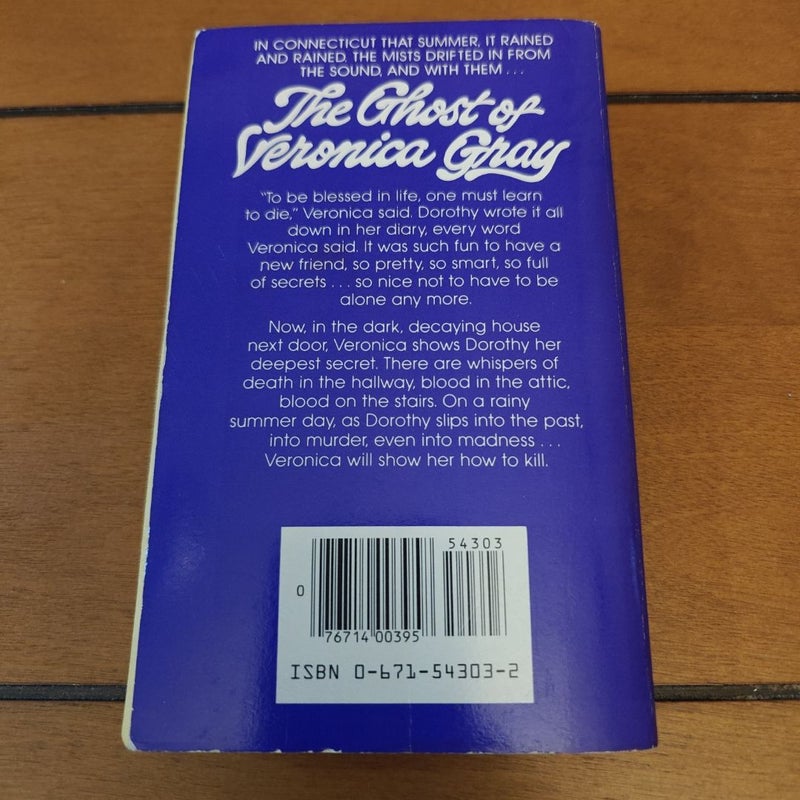 IN CONNECTICUT THAT SUMMER, IT RAINED
AND RAINED. THE MISTS DRIFTED IN FROM
THE SOUND, AND WITH THEM . . .
The Ghost of
Veronica Gray
"To be blessed in life, one must learn
to die," Veronica said. Dorothy wrote it all
down in her diary, every word
Veronica said. It was such fun to have a
new friend, so pretty, so smart, so full
of secrets . . . so nice not to have to be
alone any more.
Now, in the dark, decaying house
next door, Veronica shows Dorothy her
deepest secret. There are whispers of
death in the hallway, blood in the attic,
blood on the stairs. On a rainy
summer day, as Dorothy slips into the past,
into murder, even into madness . . .
Veronica will show her how to kill.
54303
0
76714 00395
ISBN 0-671-54303-2